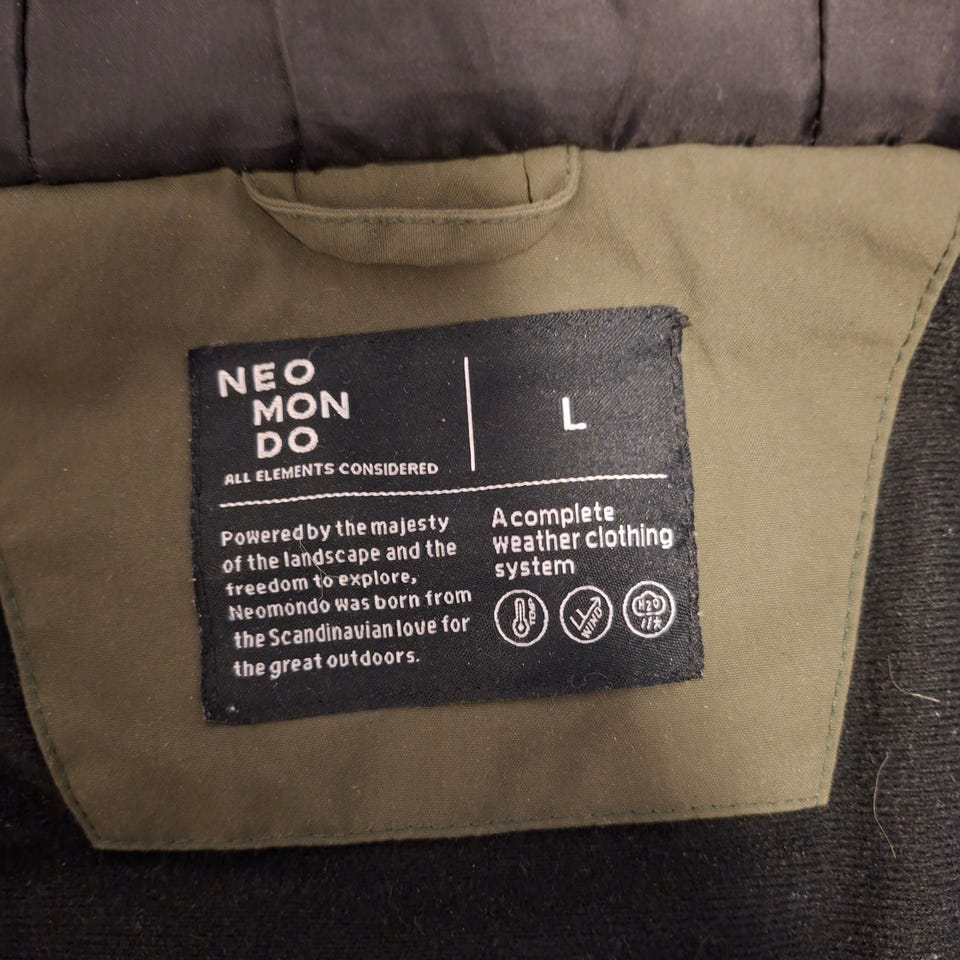 NEO
MON
DO
ALL ELEMENTS CONSIDERED
L
Powered by the majesty
of the landscape and the
freedom to explore,
Neomondo was born from
the Scandinavian love for
the great outdoors.
A complete
weather clothing
system
TEMP
WIND
H2O